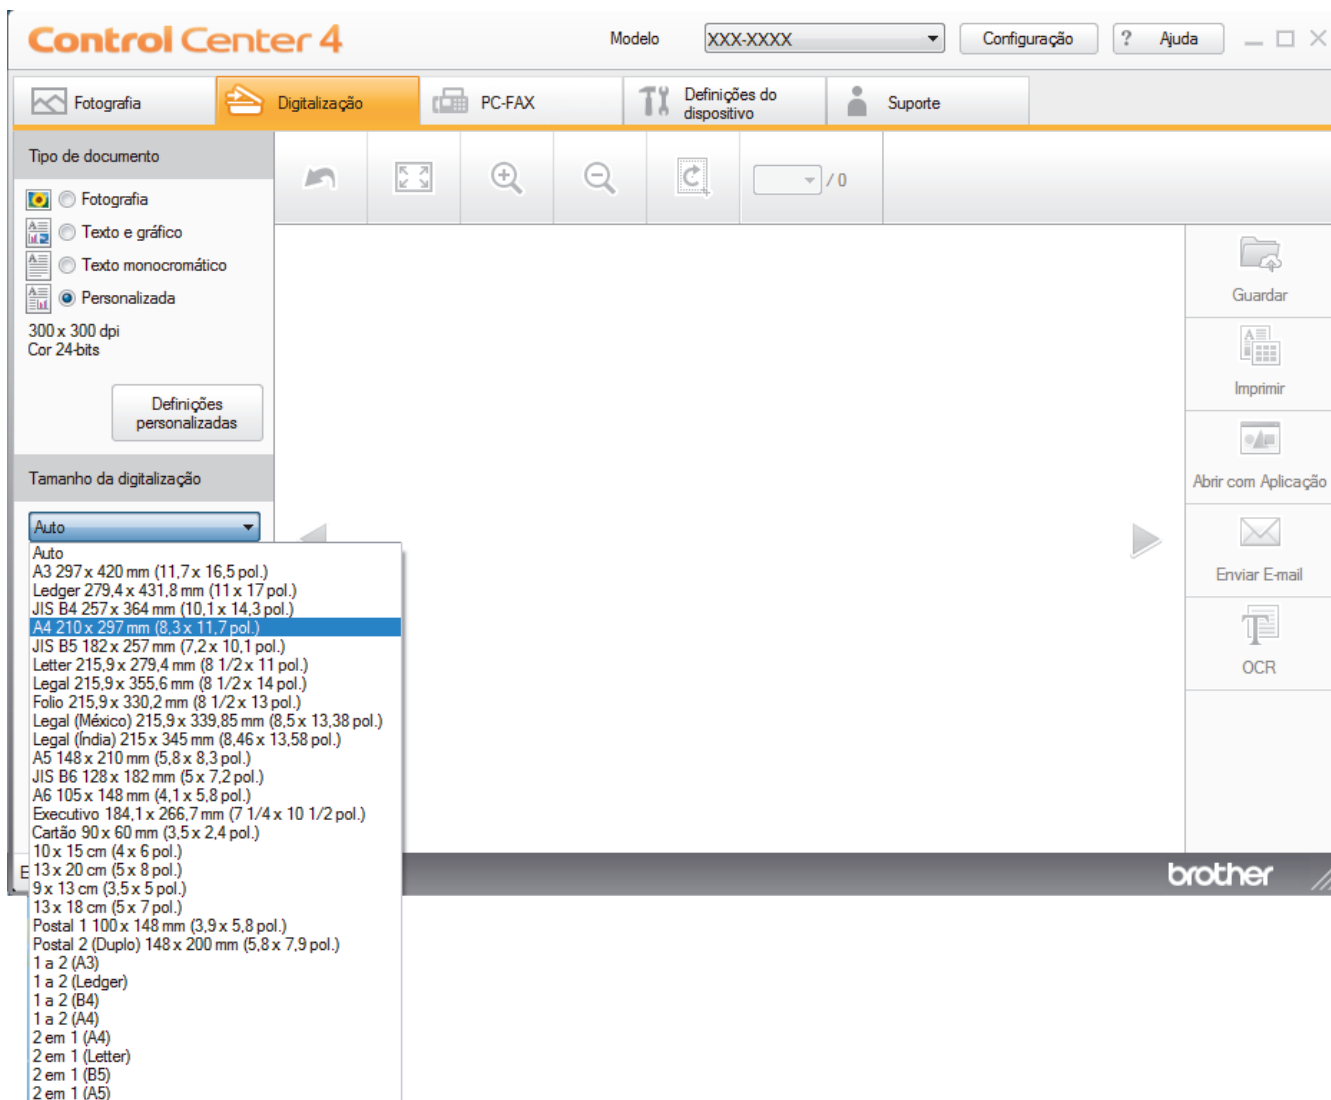 Control Center 4
Modelo
XXX-XXXX
Configuração
? Ajuda
Fotografia
Digitalização
PC-FAX
Definições do
dispositivo
Suporte
Tipo de documento
/ 0
Fotografia
Texto e gráfico
Texto monocromático
Personalizada
300 x 300 dpi
Cor 24-bits
Definições
personalizadas
Tamanho da digitalização
Auto
Auto
A3 297 x 420 mm (11,7 x 16,5 pol.)
Ledger 279,4 x 431,8 mm (11 x 17 pol.)
JIS B4 257 x 364 mm (10,1 x 14,3 pol.)
A4 210 x 297 mm (8,3 x 11,7 pol.)
JIS B5 182 x 257 mm (7,2 x 10,1 pol.)
Letter 215,9 x 279,4 mm (8 1/2 x 11 pol.)
Legal 215,9 x 355,6 mm (8 1/2 x 14 pol.)
Folio 215,9 x 330,2 mm (8 1/2 x 13 pol.)
Legal (México) 215,9 x 339,85 mm (8,5 x 13,38 pol.)
Legal (Índia) 215 x 345 mm (8,46 x 13,58 pol.)
A5 148 x 210 mm (5,8 x 8,3 pol.)
JIS B6 128 x 182 mm (5 x 7,2 pol.)
A6 105 x 148 mm (4,1 x 5,8 pol.)
Executivo 184,1 x 266,7 mm (7 1/4 x 10 1/2 pol.)
Cartão 90 x 60 mm (3,5 x 2,4 pol.)
10 x 15 cm (4 x 6 pol.)
13 x 20 cm (5 x 8 pol.)
9 x 13 cm (3,5 x 5 pol.)
13 x 18 cm (5 x 7 pol.)
Postal 1 100 x 148 mm (3,9 x 5,8 pol.)
Postal 2 (Duplo) 148 x 200 mm (5,8 x 7,9 pol.)
1 a 2 (A3)
1 a 2 (Ledger)
1 a 2 (B4)
1 a 2 (A4)
2 em 1 (A4)
2 em 1 (Letter)
2 em 1 (B5)
2 em 1 (A5)
Guardar
Imprimir
Abrir com Aplicação
Enviar E-mail
OCR
brother